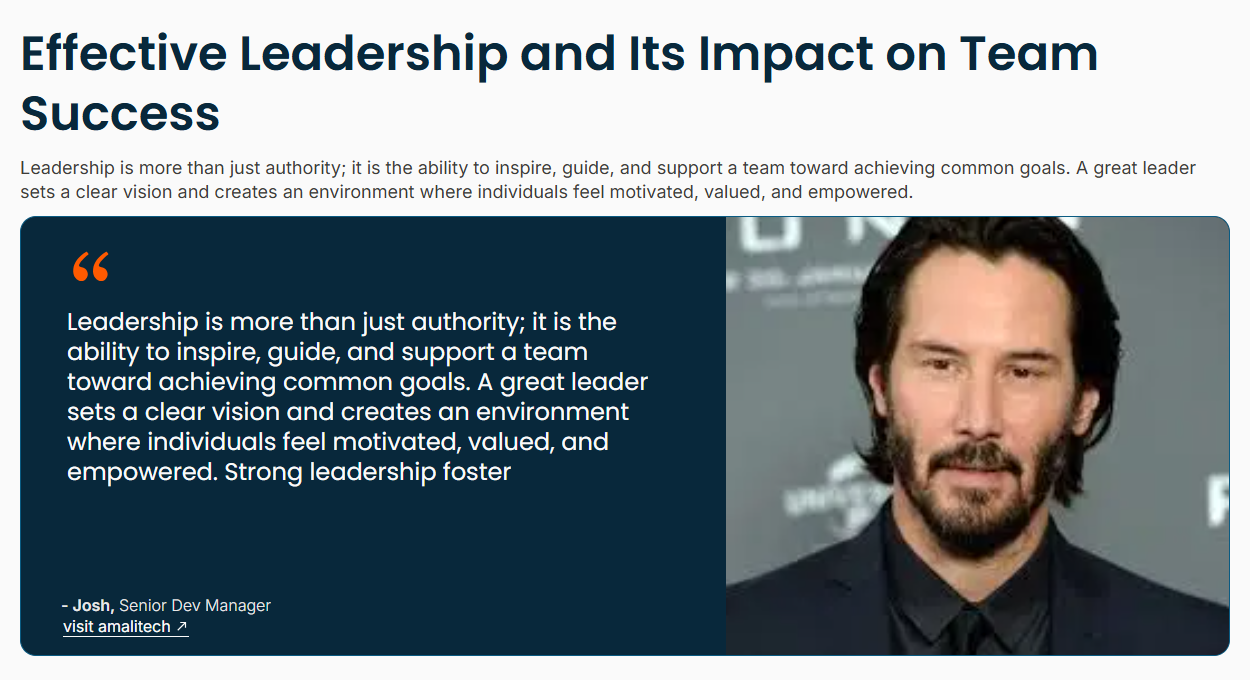 Effective Leadership and Its Impact on Team
Success
Leadership is more than just authority; it is the ability to inspire, guide, and support a team toward achieving common goals. A great leader
sets a clear vision and creates an environment where individuals feel motivated, valued, and empowered.
“
Leadership is more than just authority; it is the
ability to inspire, guide, and support a team
toward achieving common goals. A great leader
sets a clear vision and creates an environment
where individuals feel motivated, valued, and
empowered. Strong leadership foster
- Josh, Senior Dev Manager
visit amalitech ↗